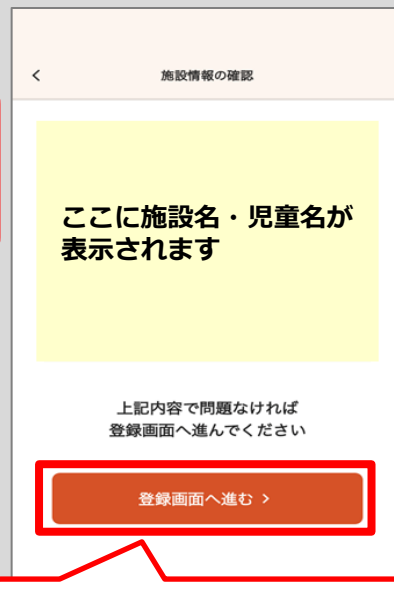 < 施設情報の確認
ここに施設名・児童名が
表示されます
上記内容で問題なければ
登録画面へ進んでください
登録画面へ進む >